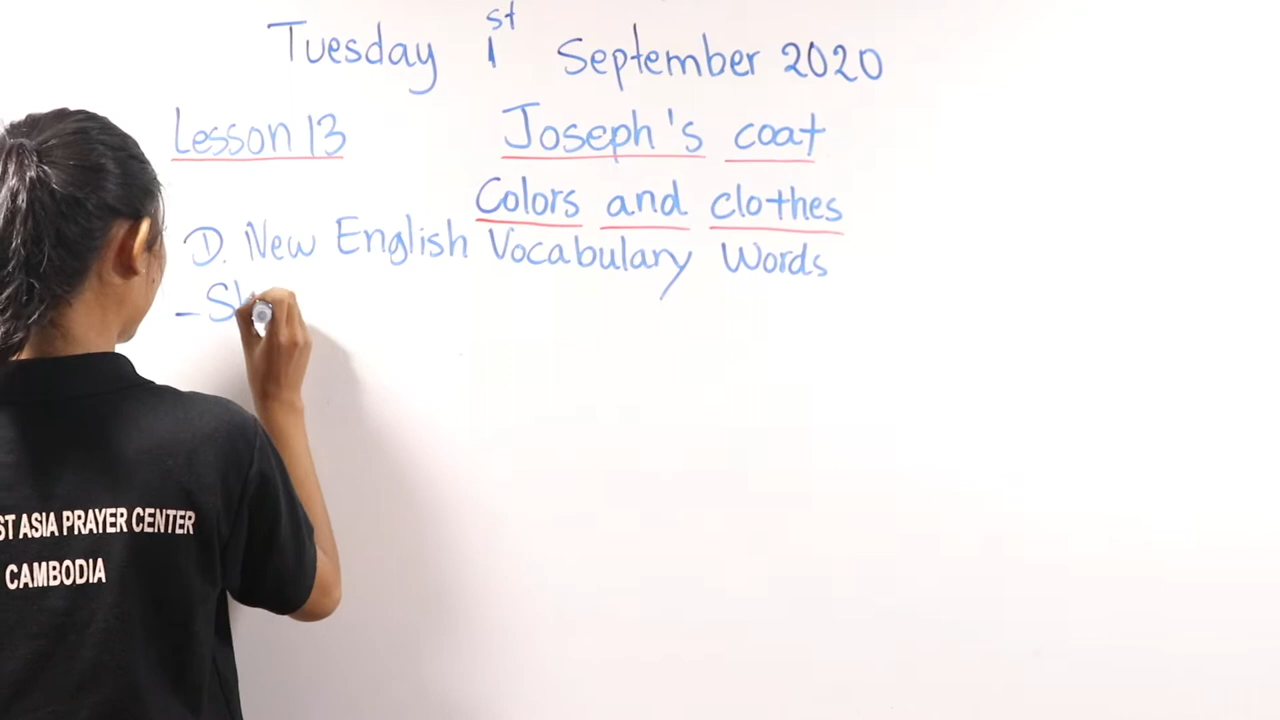 Tuesday 1st September 2020
Lesson 13 Joseph's coat
Colors and clothes
D. New English Vocabulary Words
ASIA PRAYER CENTER
CAMBODIA